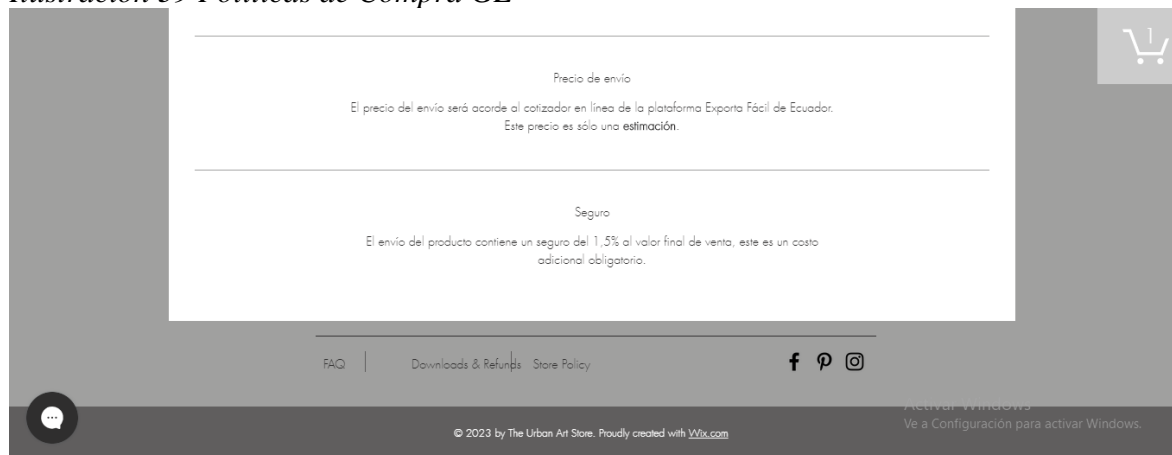 Ilustración 39 Políticas de Compra GE
1
Precio de envío
El precio del envío será acorde al cotizador en línea de la plataforma Exporta Fácil de Ecuador.
Este precio es sólo una estimación.
Seguro
El envío del producto contiene un seguro del 1,5% al valor final de venta, este es un costo
adicional obligatorio.
FAQ Downloads & Refunds Store Policy
Activar Windows
Ve a Configuración para activar Windows.
© 2023 by The Urban Art Store. Proudly created with Wix.com